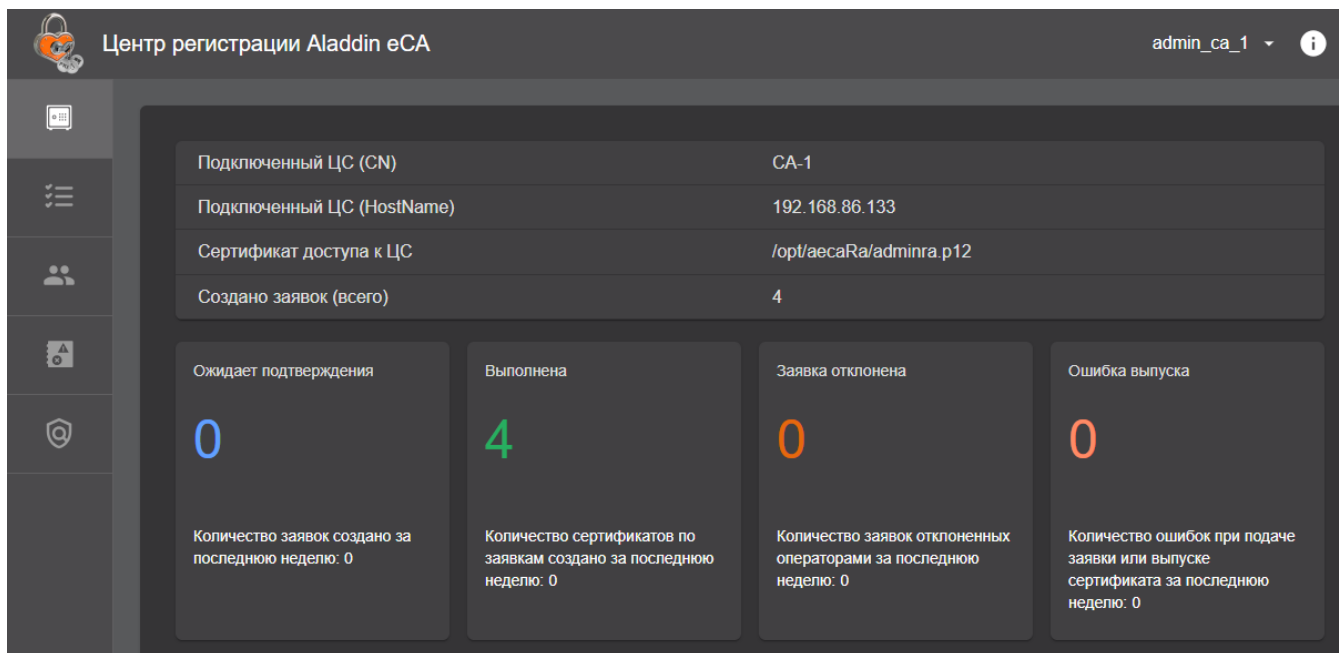 Центр регистрации Aladdin eCA
admin_ca_1
Подключенный ЦС (CN) CA-1
Подключенный ЦС (HostName) 192.168.86.133
Сертификат доступа к ЦС /opt/aecaRa/adminra.p12
Создано заявок (всего) 4
Ожидает подтверждения
0
Количество заявок создано за
последнюю неделю: 0
Выполнена
4
Количество сертификатов по
заявкам создано за последнюю
неделю: 0
Заявка отклонена
0
Количество заявок отклоненных
операторами за последнюю
неделю: 0
Ошибка выпуска
0
Количество ошибок при подаче
заявки или выпуске
сертификата за последнюю
неделю: 0